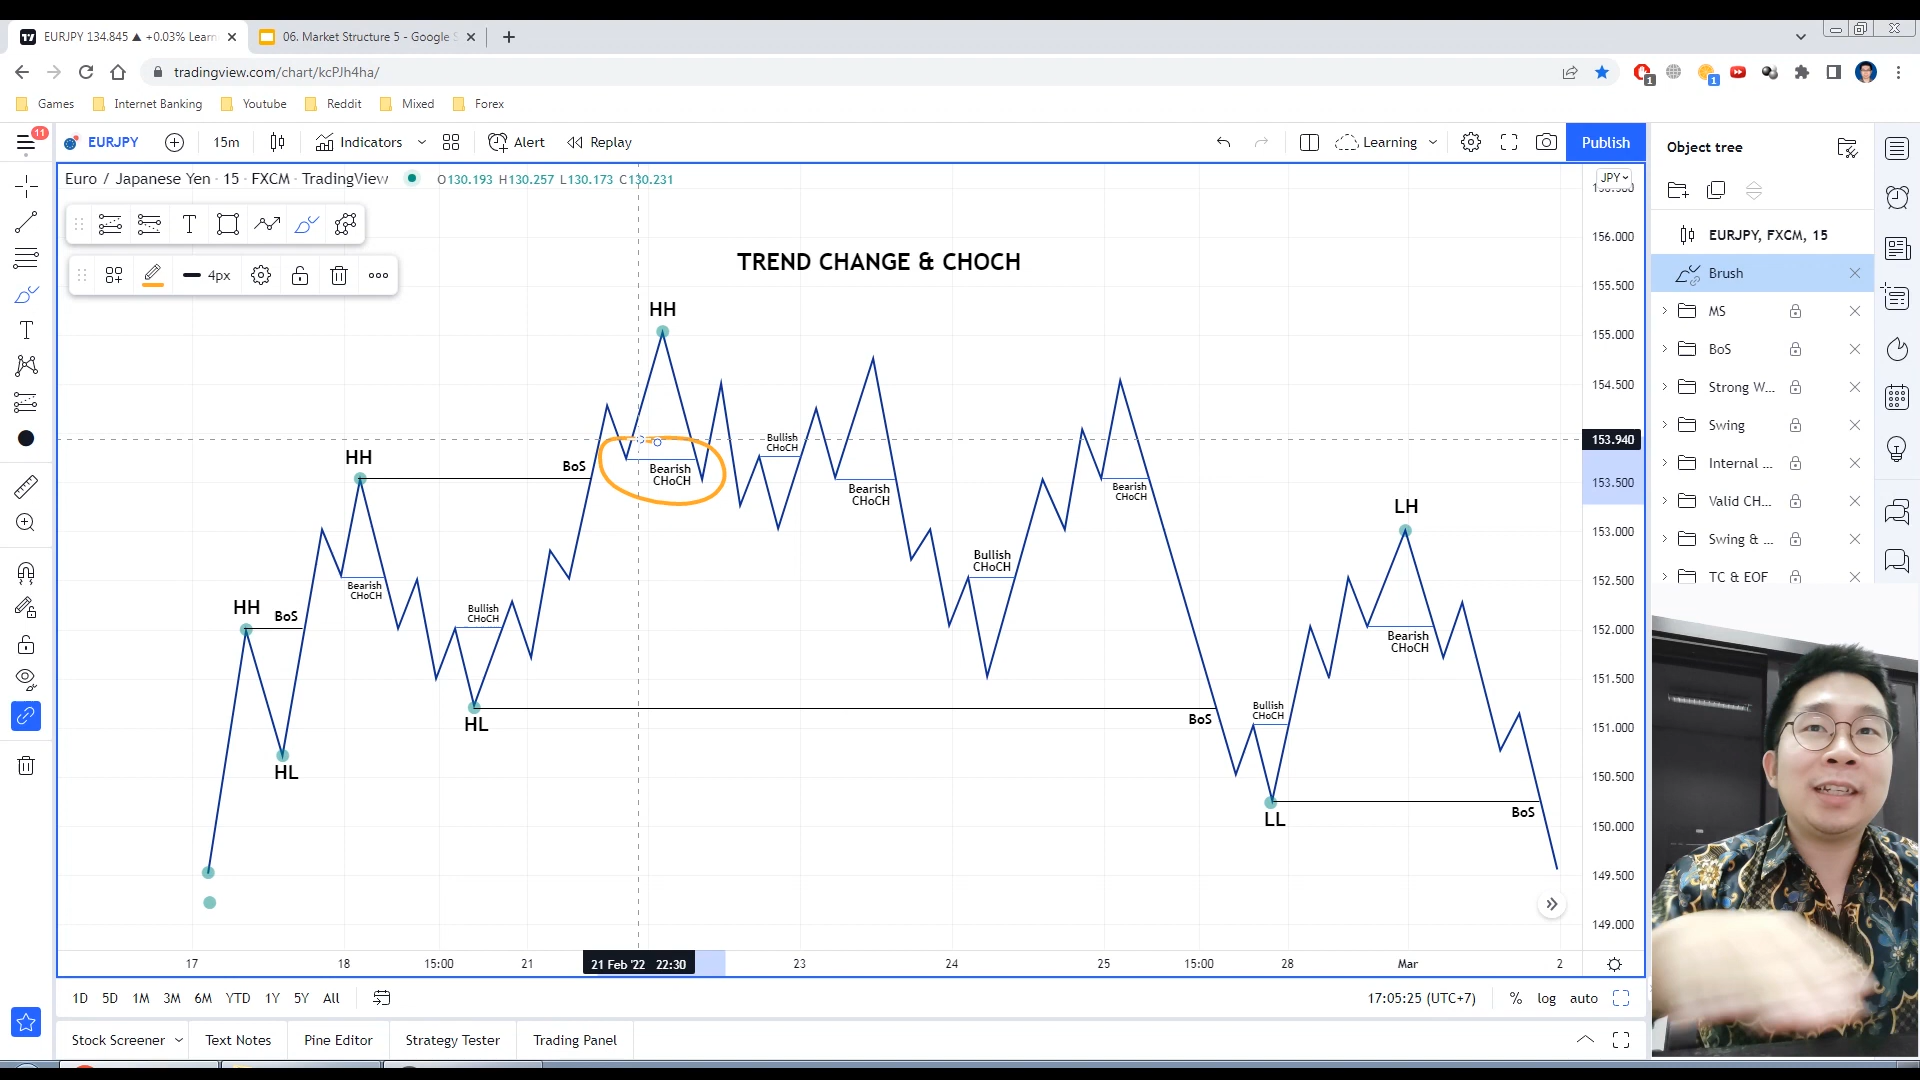 EURJPY 134.845 ▲ +0.03% Learn
06. Market Structure 5 - Google S
tradingview.com/chart/kcPJh4ha/
1
1
Games
Internet Banking
Youtube
Reddit
Mixed
Forex
11
EURJPY
15m
Indicators
Alert
Replay
Learning
Publish
Object tree
Euro / Japanese Yen · 15 · FXCM · TradingView
O130.193 H130.257 L130.173 C130.231
JPY
4px
TREND CHANGE & CHOCH
EURJPY, FXCM, 15
Brush
MS
BoS
Strong W...
Swing
Internal ...
Valid CH...
Swing & ...
TC & EOF
156.000
155.500
155.000
154.500
153.940
153.500
153.000
152.500
152.000
151.500
151.000
150.500
150.000
149.500
149.000
HH
HH
BoS
Bearish
CHoCH
Bullish
CHoCH
Bearish
CHoCH
Bearish
CHoCH
LH
HH
BoS
Bearish
CHoCH
Bullish
CHoCH
Bullish
CHoCH
Bearish
CHoCH
HL
HL
BoS
Bullish
CHoCH
LL
BoS
17
18
15:00
21
21 Feb '22 22:30
23
24
25
15:00
28
Mar
2
1D
5D
1M
3M
6M
YTD
1Y
5Y
All
17:05:25 (UTC+7)
%
log
auto
Stock Screener
Text Notes
Pine Editor
Strategy Tester
Trading Panel